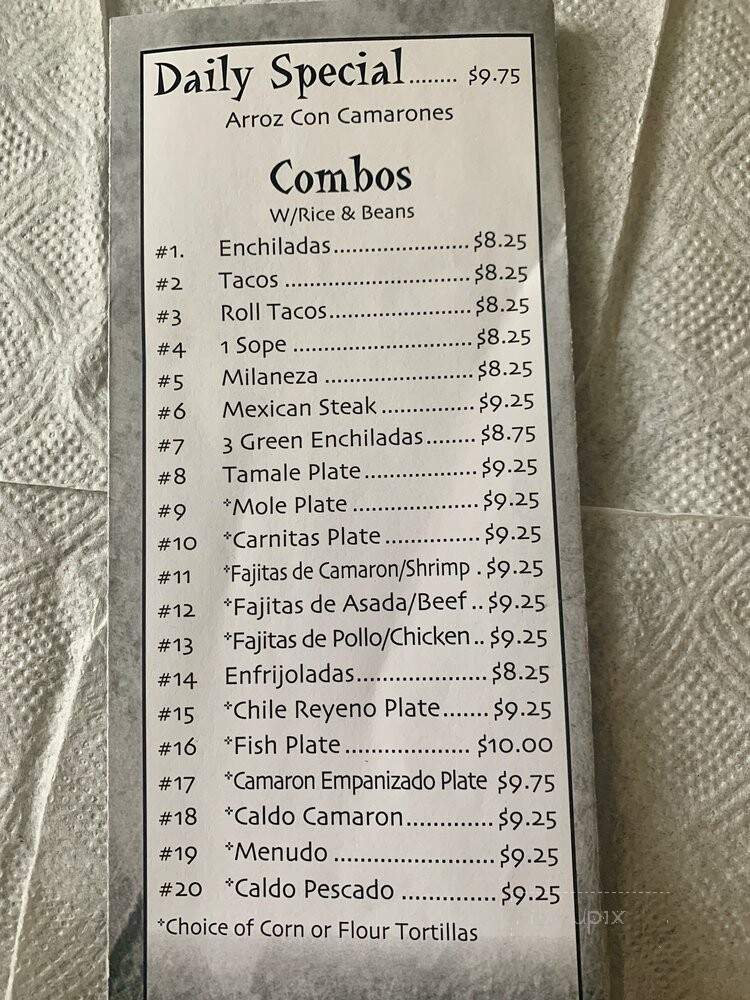 Daily Special........ $9.75
Arroz Con Camarones
Combos
W/Rice & Beans
#1. Enchiladas...................... $8.25
#2 Tacos .............................. $8.25
#3 Roll Tacos....................... $8.25
#4 1 Sope ............................. $8.25
#5 Milaneza ........................ $8.25
#6 Mexican Steak ............... $9.25
#7 3 Green Enchiladas........ $8.75
#8 Tamale Plate................... $9.25
#9 *Mole Plate ..................... $9.25
#10 *Carnitas Plate ................ $9.25
#11 *Fajitas de Camaron/Shrimp . $9.25
#12 *Fajitas de Asada/Beef .. $9.25
#13 *Fajitas de Pollo/Chicken .. $9.25
#14 Enfrijoladas...................... $8.25
#15 *Chile Reyeno Plate....... $9.25
#16 *Fish Plate .................... $10.00
#17 *Camaron Empanizado Plate $9.75
#18 *Caldo Camaron.............. $9.25
#19 *Menudo .......................... $9.25
#20 *Caldo Pescado ............... $9.25
*Choice of Corn or Flour Tortillas